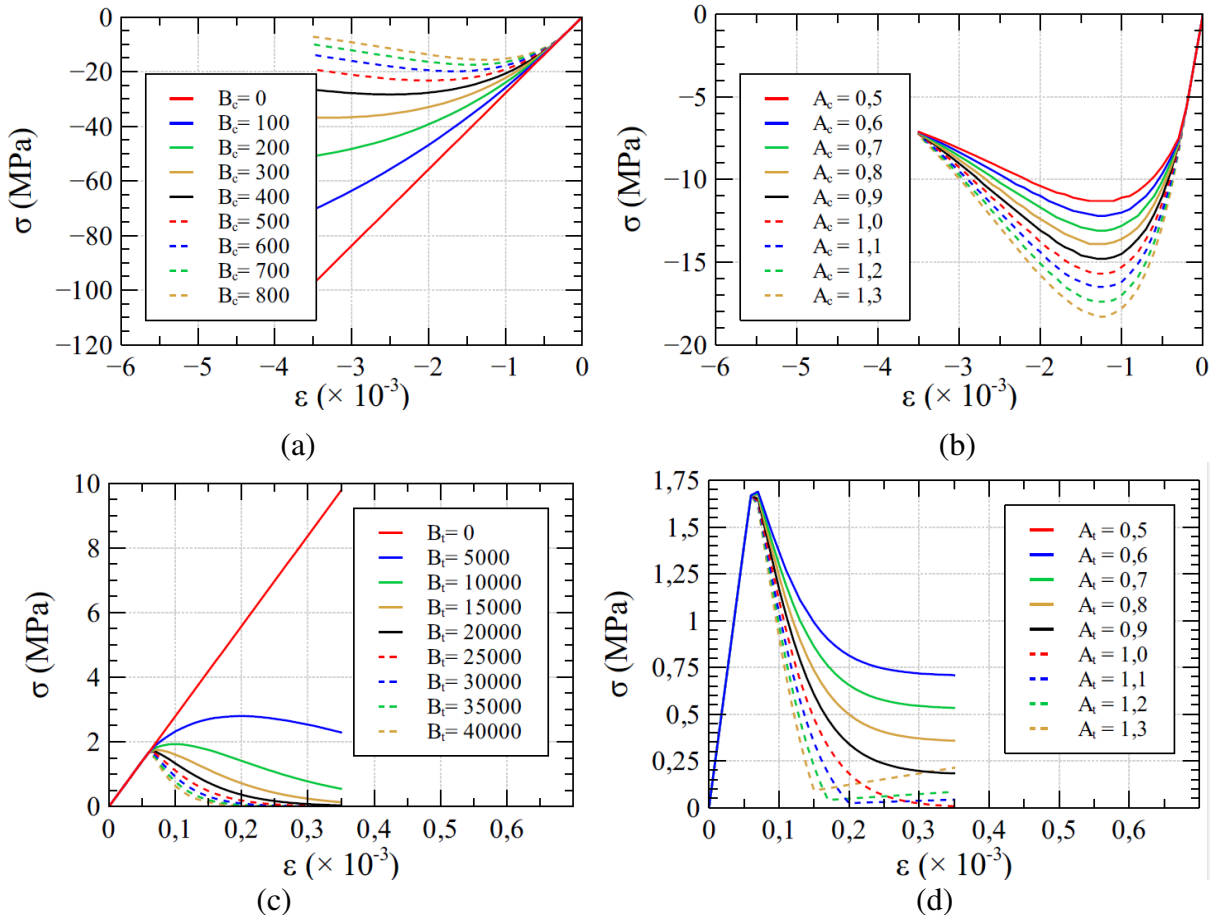 0
−20
−40
−60
−80
−100
−120
−6 −5 −4 −3 −2 −1 0
σ (MPa)
ε (× 10⁻³)
B_c= 0
B_c= 100
B_c= 200
B_c= 300
B_c= 400
B_c= 500
B_c= 600
B_c= 700
B_c= 800
(a)
0
−5
−10
−15
−20
−6 −5 −4 −3 −2 −1 0
σ (MPa)
ε (× 10⁻³)
A_c = 0,5
A_c = 0,6
A_c = 0,7
A_c = 0,8
A_c = 0,9
A_c = 1,0
A_c = 1,1
A_c = 1,2
A_c = 1,3
(b)
10
8
6
4
2
0
0 0,1 0,2 0,3 0,4 0,5 0,6
σ (MPa)
ε (× 10⁻³)
B_t= 0
B_t= 5000
B_t= 10000
B_t= 15000
B_t= 20000
B_t= 25000
B_t= 30000
B_t= 35000
B_t= 40000
(c)
1,75
1,5
1,25
1
0,75
0,5
0,25
0
0 0,1 0,2 0,3 0,4 0,5 0,6
σ (MPa)
ε (× 10⁻³)
A_t = 0,5
A_t = 0,6
A_t = 0,7
A_t = 0,8
A_t = 0,9
A_t = 1,0
A_t = 1,1
A_t = 1,2
A_t = 1,3
(d)